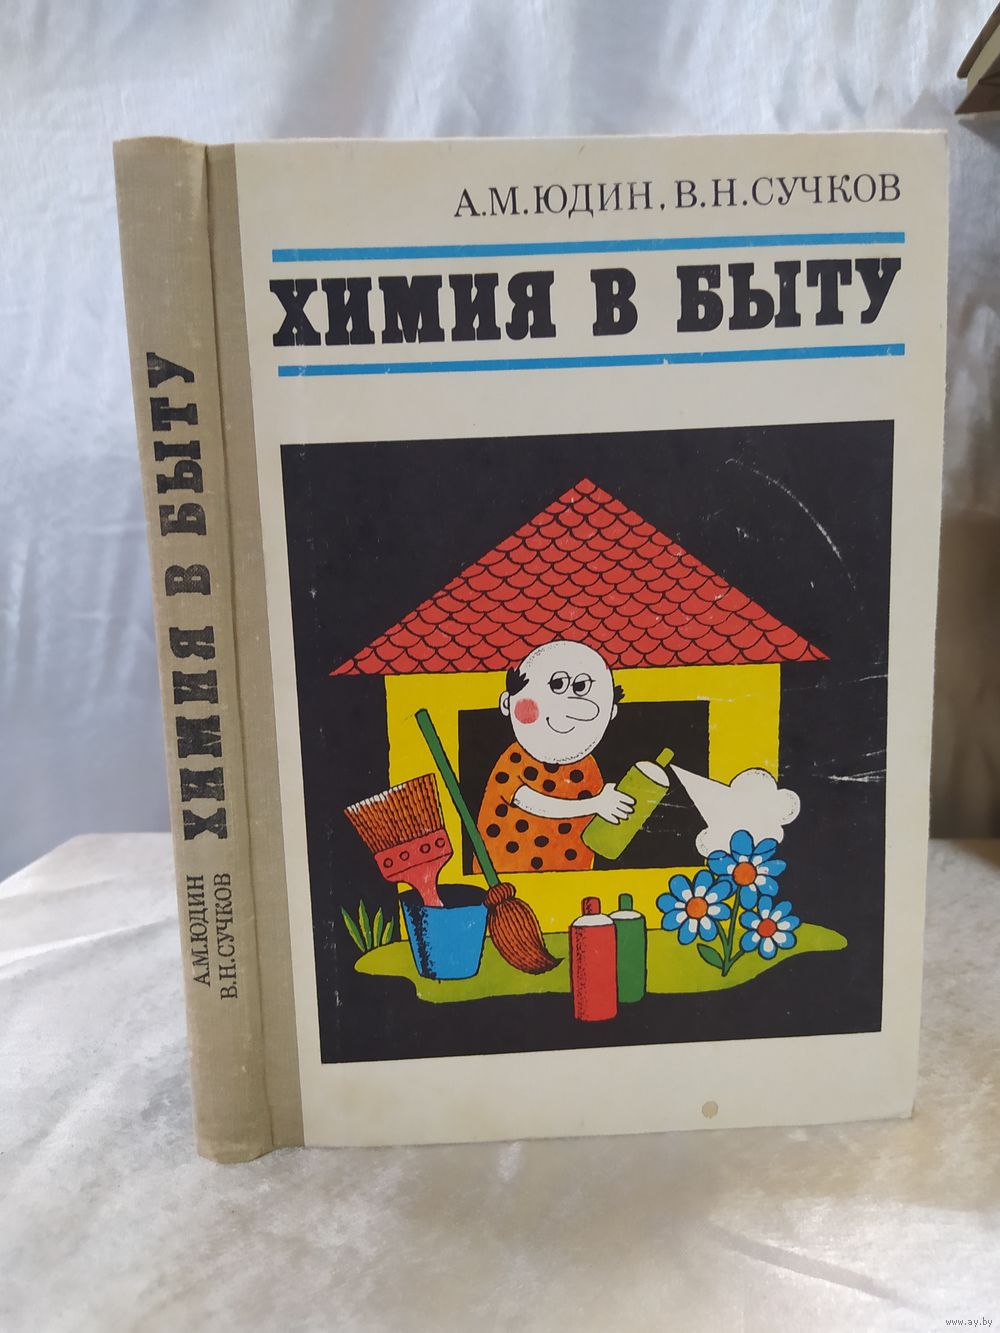 А.М.ЮДИН, В.Н.СУЧКОВ
ХИМИЯ В БЫТУ
А.М.ЮДИН
В.Н.СУЧКОВ
ХИМИЯ В БЫТУ
www.ay.by